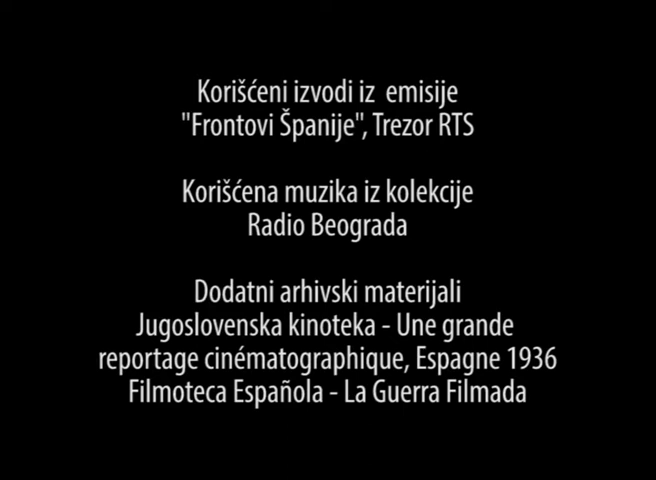 Korišćeni izvodi iz emisije
"Frontovi Španije", Trezor RTS
Korišćena muzika iz kolekcije
Radio Beograda
Dodatni arhivski materijali
Jugoslovenska kinoteka - Une grande
reportage cinématographique, Espagne 1936
Filmoteca Española - La Guerra Filmada